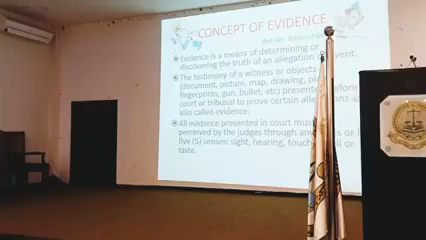 CONCEPT OF EVIDENCE
Evidence is a means of determining or
discovering the truth of an allegation event.
The testimony of a witness or objects
(document, picture, map, drawing,
fingerprints, gun, bullet, etc) presented before
court or tribunal to prove certain
also called evidence.
All evidence presented in court must
perceived by the judges through
five (5) senses: sight, hearing, touch or
taste.